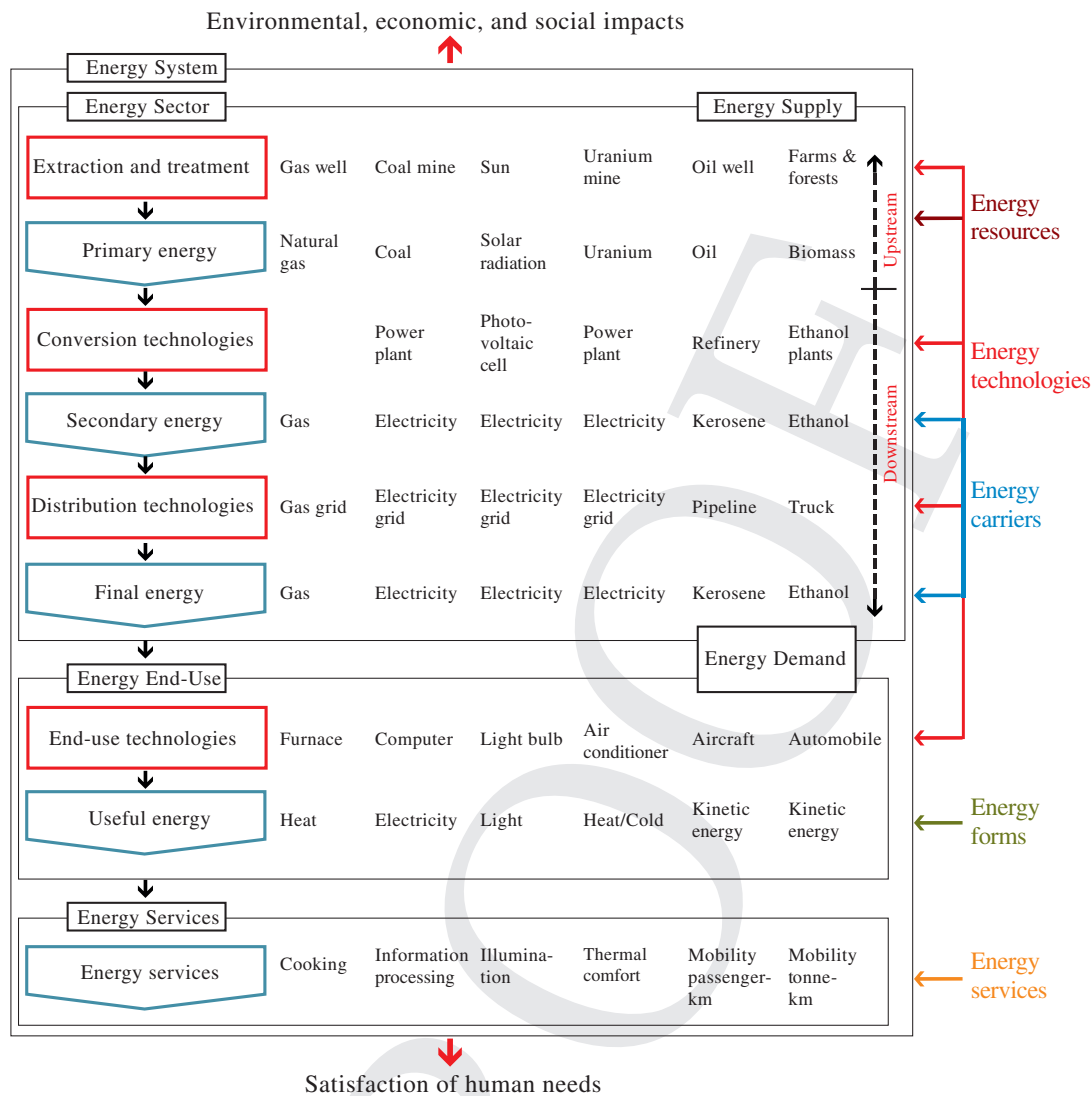 Environmental, economic, and social impacts
Energy System
Energy Sector
Energy Supply
Extraction and treatment
Gas well
Coal mine
Sun
Uranium
mine
Oil well
Farms &
forests
Primary energy
Natural
gas
Coal
Solar
radiation
Uranium
Oil
Biomass
Upstream
Energy
resources
Conversion technologies
Power
plant
Photo-
voltaic
cell
Power
plant
Refinery
Ethanol
plants
Energy
technologies
Secondary energy
Gas
Electricity
Electricity
Electricity
Kerosene
Ethanol
Downstream
Distribution technologies
Gas grid
Electricity
grid
Electricity
grid
Electricity
grid
Pipeline
Truck
Energy
carriers
Final energy
Gas
Electricity
Electricity
Electricity
Kerosene
Ethanol
Energy Demand
Energy End-Use
End-use technologies
Furnace
Computer
Light bulb
Air
conditioner
Aircraft
Automobile
Useful energy
Heat
Electricity
Light
Heat/Cold
Kinetic
energy
Kinetic
energy
Energy
forms
Energy Services
Energy services
Cooking
Information
processing
Illumina-
tion
Thermal
comfort
Mobility
passenger-
km
Mobility
tonne-
km
Energy
services
Satisfaction of human needs